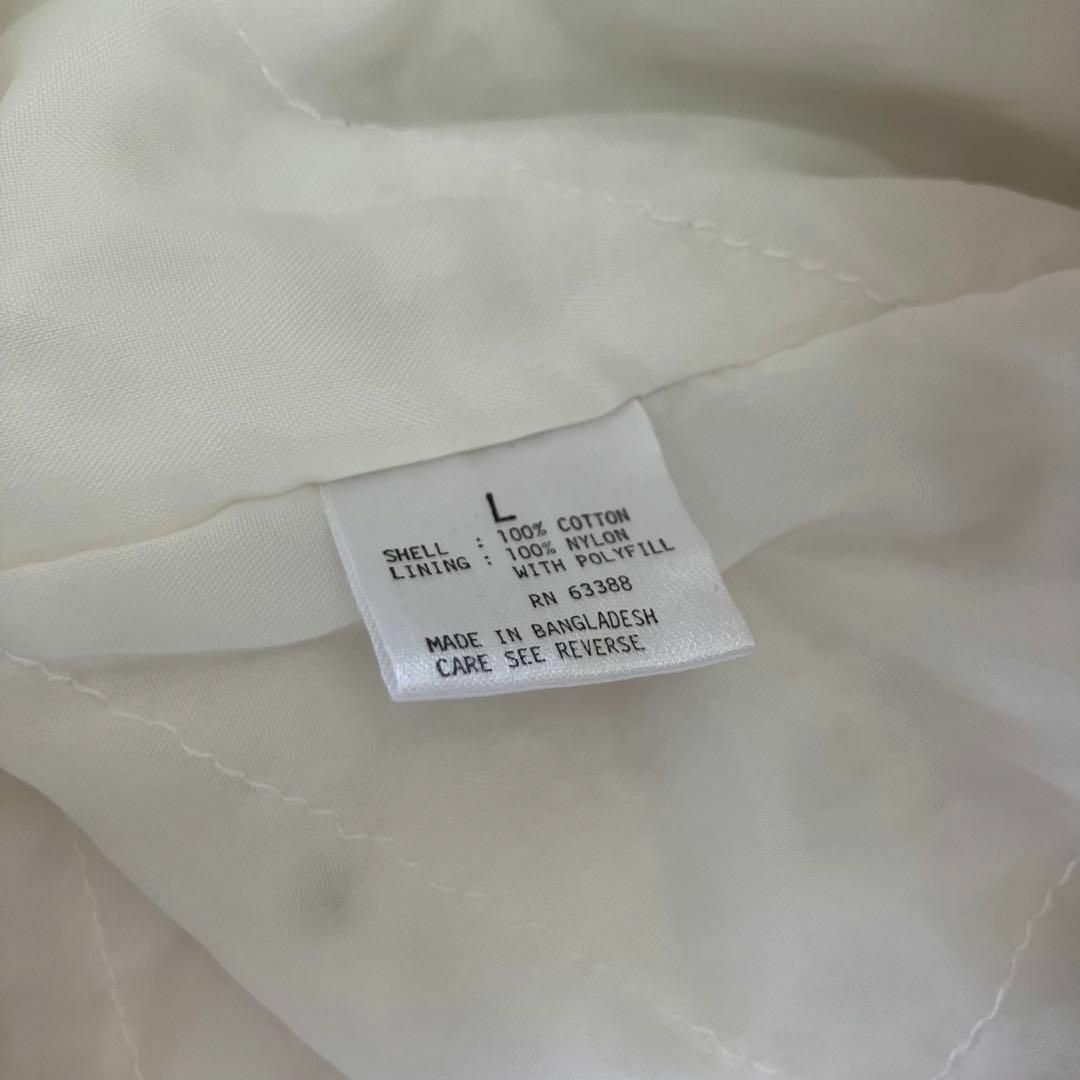 L
SHELL : 100% COTTON
LINING : 100% NYLON
WITH POLYFILL
RN 63388
MADE IN BANGLADESH
CARE SEE REVERSE